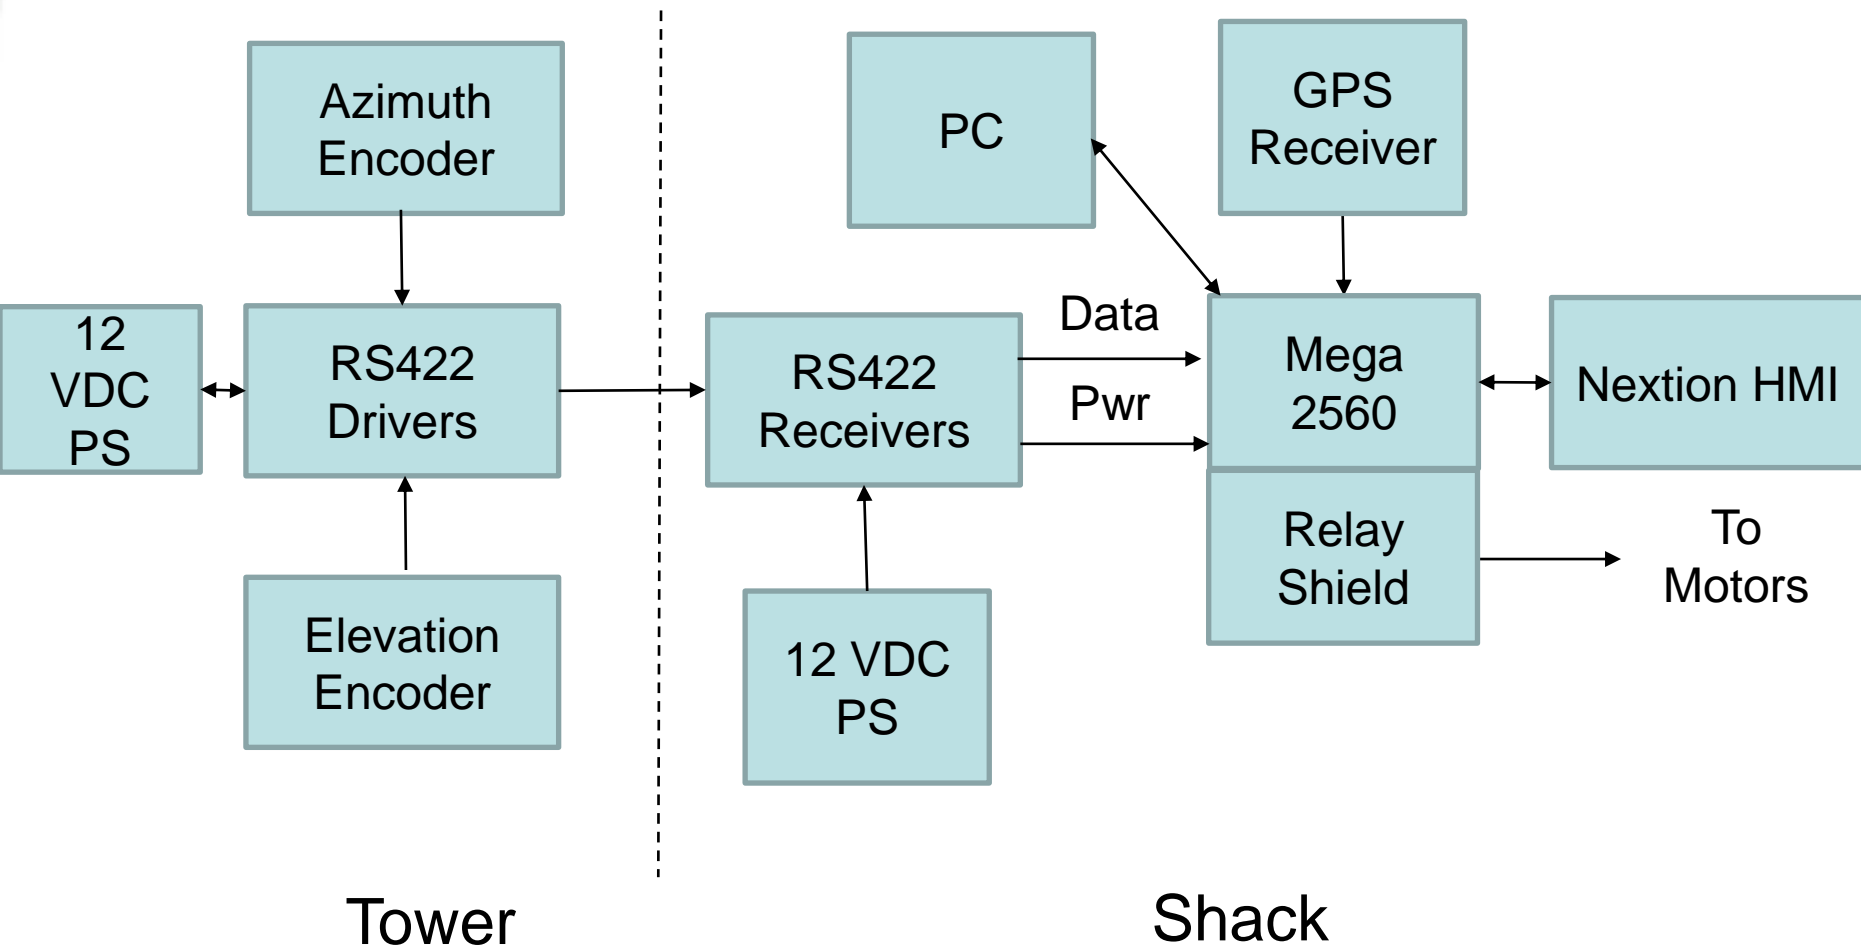 Azimuth
Encoder
12
VDC
PS
RS422
Drivers
Elevation
Encoder
Tower
PC
GPS
Receiver
RS422
Receivers
Data
Pwr
Mega
2560
Nextion HMI
Relay
Shield
To
Motors
12 VDC
PS
Shack